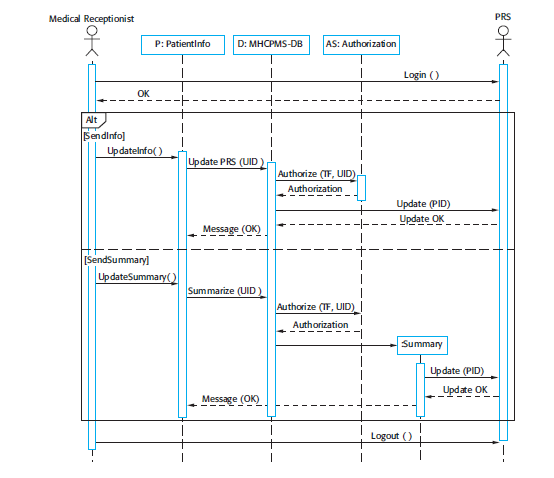 PRS
Medical Receptionist
P: PatientInfo
D: MHCPMS-DB
AS: Authorization
Login ( )
OK
Alt
[SendInfo]
UpdateInfo( )
Update PRS (UID )
Authorize (TF, UID)
Authorization
Update (PID)
Update OK
Message (OK)
[SendSummary]
UpdateSummary( )
Summarize (UID )
Authorize (TF, UID)
Authorization
:Summary
Update (PID)
Update OK
Message (OK)
Logout ( )